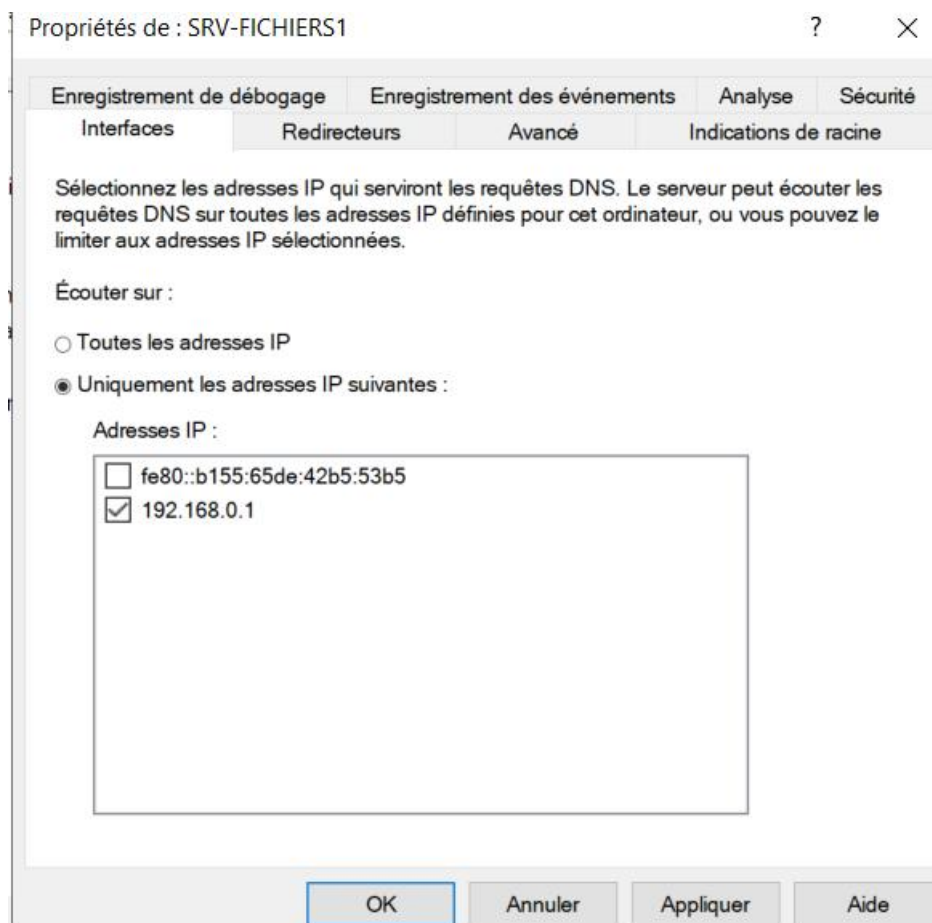 Propriétés de : SRV-FICHIERS1
?
Enregistrement de débogage Enregistrement des événements Analyse Sécurité
Interfaces Redirecteurs Avancé Indications de racine
Sélectionnez les adresses IP qui serviront les requêtes DNS. Le serveur peut écouter les
requêtes DNS sur toutes les adresses IP définies pour cet ordinateur, ou vous pouvez le
limiter aux adresses IP sélectionnées.
Écouter sur :
Toutes les adresses IP
Uniquement les adresses IP suivantes :
Adresses IP :
fe80::b155:65de:42b5:53b5
192.168.0.1
OK Annuler Appliquer Aide